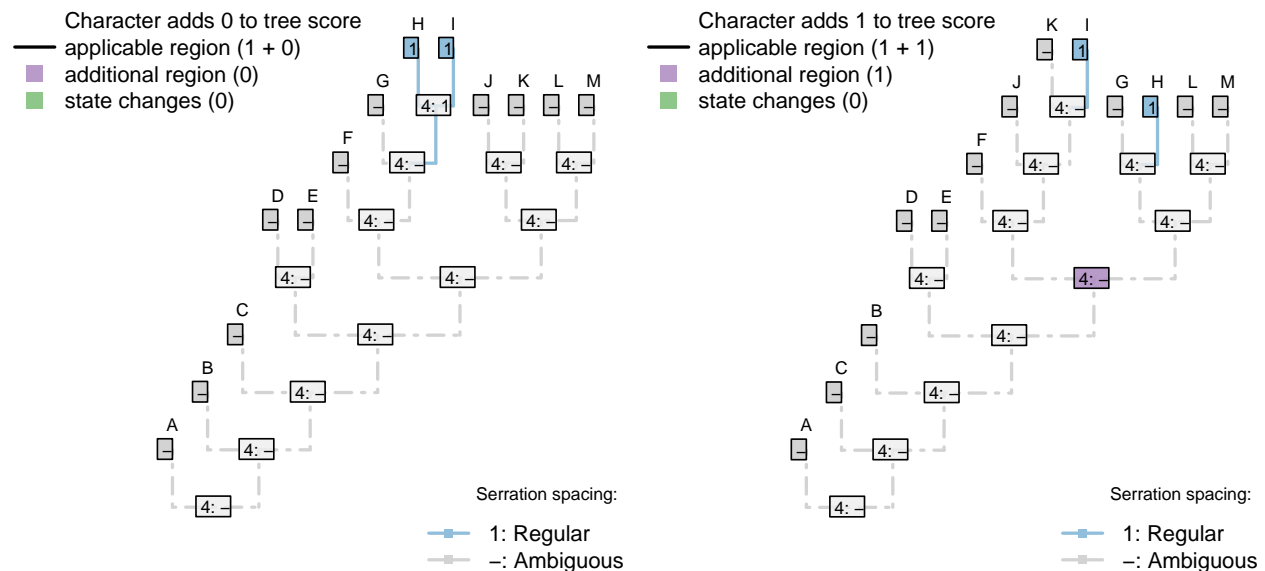 Character adds 0 to tree score
applicable region (1 + 0)
additional region (0)
state changes (0)
H I
1 1
G 4: 1 J K L M
– – – – –
F 4: – 4: – 4: –
–
D E 4: – 4: –
– –
4: – 4: –
C
– 4: –
B
– 4: –
A
– 4: –
4: –
Serration spacing:
1: Regular
–: Ambiguous
Character adds 1 to tree score
applicable region (1 + 1)
additional region (1)
state changes (0)
K I
– 1
J 4: – G H L M
– – 1 – –
F 4: – 4: – 4: –
–
D E 4: – 4: –
– –
4: – 4: –
B
– 4: –
C
– 4: –
A
– 4: –
4: –
Serration spacing:
1: Regular
–: Ambiguous